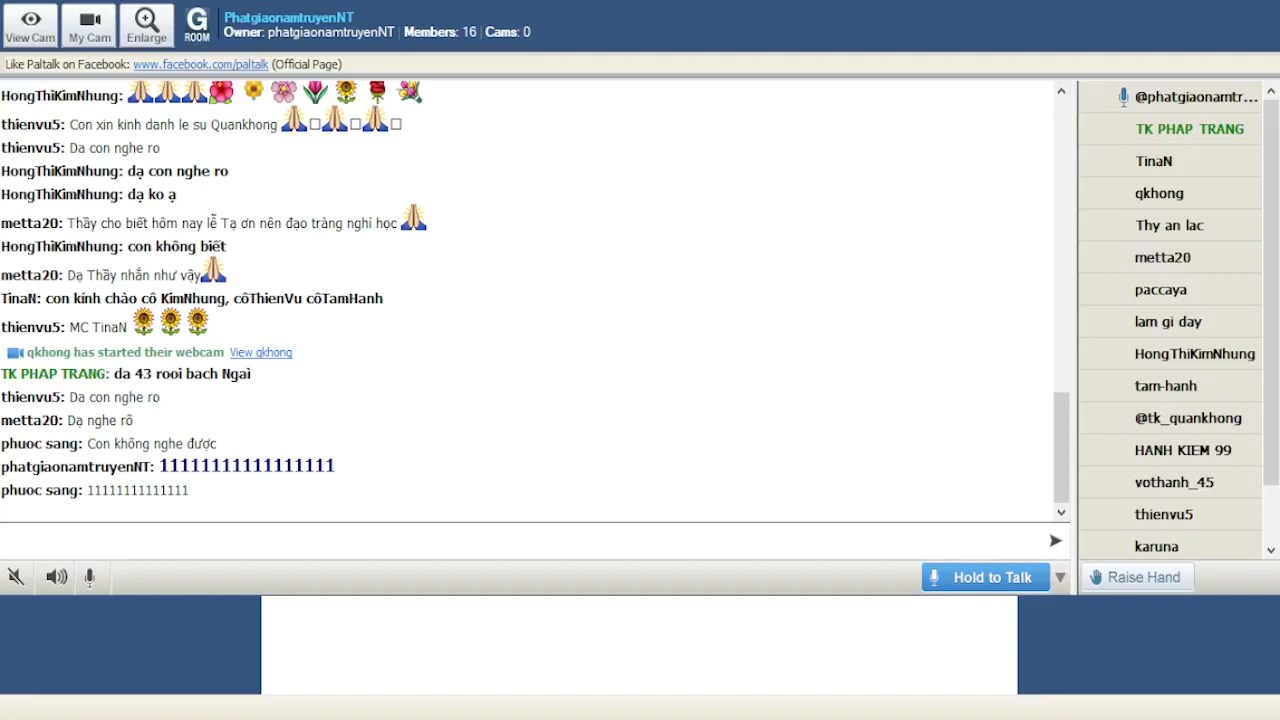 View Cam
My Cam
Enlarge
G
ROOM
PhatgiaonamtruyenNT
Owner: phatgiaonamtruyenNT | Members: 16 | Cams: 0
Like Paltalk on Facebook: www.facebook.com/paltalk (Official Page)
HongThiKimNhung:
thienvu5: Con xin kinh danh le su Quankhong
thienvu5: Da con nghe ro
HongThiKimNhung: dạ con nghe ro
HongThiKimNhung: dạ ko ạ
metta20: Thầy cho biết hôm nay lễ Tạ ơn nên đạo tràng nghỉ học
HongThiKimNhung: con không biết
metta20: Dạ Thầy nhắn như vậy
TinaN: con kính chào cô KimNhung, côThienVu côTamHanh
thienvu5: MC TinaN
qkhong has started their webcam View qkhong
TK PHAP TRANG: da 43 rooi bach Ngaì
thienvu5: Da con nghe ro
metta20: Dạ nghe rõ
phuoc sang: Con không nghe được
phatgiaonamtruyenNT: 11111111111111111
phuoc sang: 11111111111111
@phatgiaonamtr...
TK PHAP TRANG
TinaN
qkhong
Thy an lac
metta20
paccaya
lam gi day
HongThiKimNhung
tam-hanh
@tk_quankhong
HANH KIEM 99
vothanh_45
thienvu5
karuna
Hold to Talk
Raise Hand